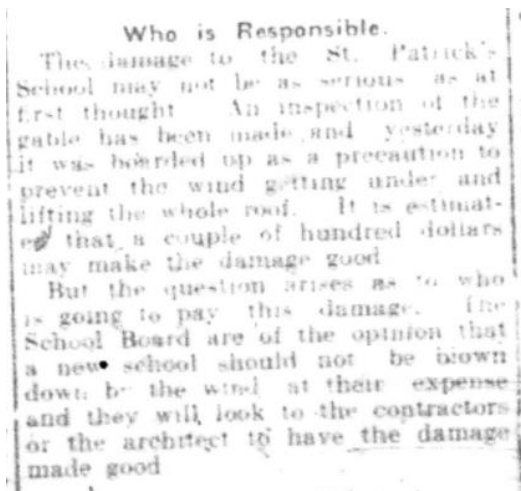 Who is Responsible.
The damage to the St. Patrick's
School may not be as serious as at
first thought An inspection of the
gable has been made and yesterday
it was boarded up as a precaution to
prevent the wind getting under and
lifting the whole roof. It is estimat-
ed that a couple of hundred dollars
may make the damage good
But the question arises as to who
is going to pay this damage. The
School Board are of the opinion that
a new school should not be blown
down by the wind at their expense
and they will look to the contractors
or the architect to have the damage
made good